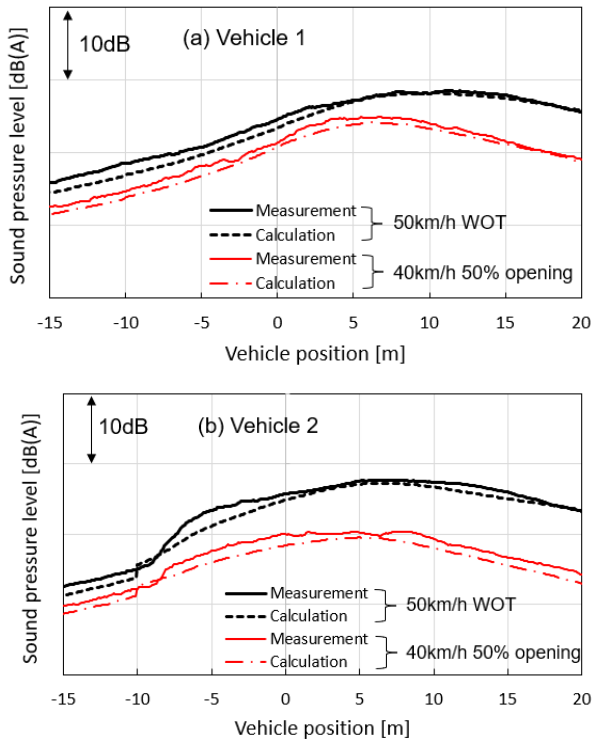 Sound pressure level [dB(A)]
10dB
(a) Vehicle 1
Measurement
Calculation
50km/h WOT
Measurement
Calculation
40km/h 50% opening
-15 -10 -5 0 5 10 15 20
Vehicle position [m]
Sound pressure level [dB(A)]
10dB
(b) Vehicle 2
Measurement
Calculation
50km/h WOT
Measurement
Calculation
40km/h 50% opening
-15 -10 -5 0 5 10 15 20
Vehicle position [m]